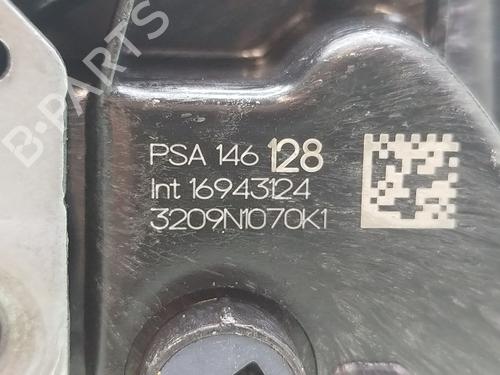 B-PARTS
PSA 146 128
Int 16943124
3209N1070K1